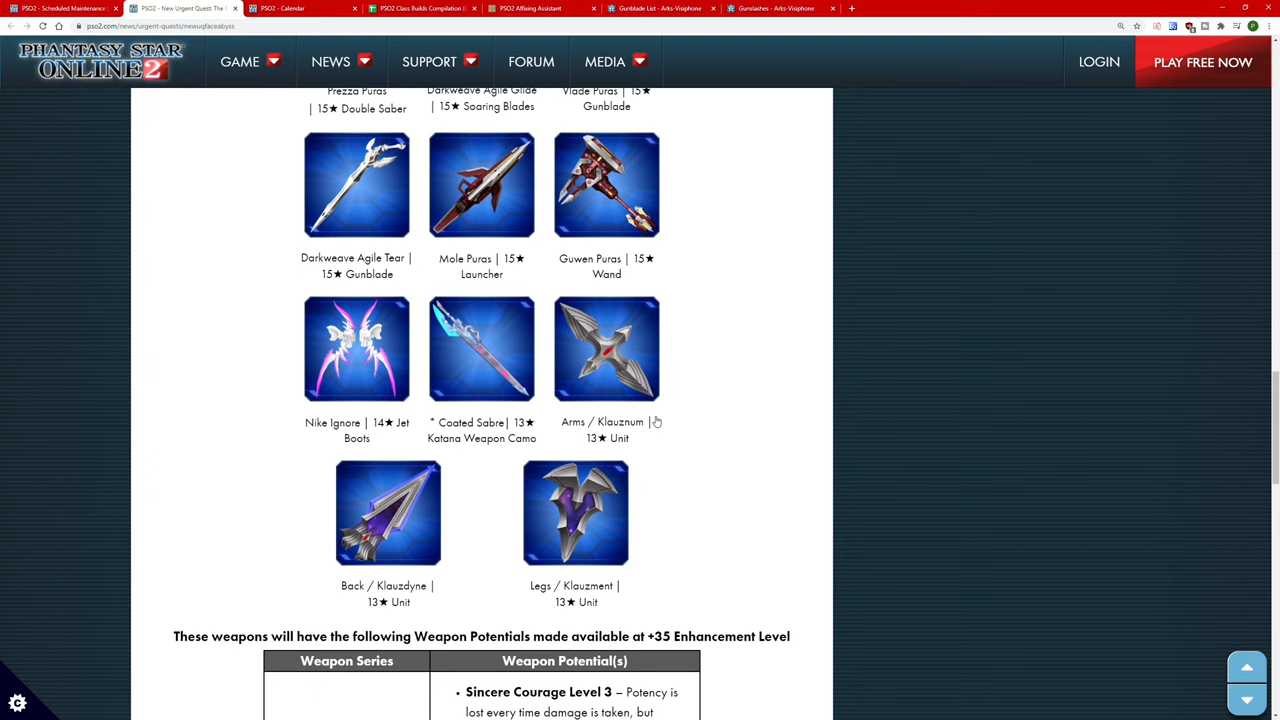 PSO2 - Scheduled Maintenance
PSO2 - New Urgent Quest: The
PSO2 - Calendar
PSO2 Class Builds Compilation
PSO2 Affixing Assistant
Gunblade List - Arks-Visiphone
Gunslashes - Arks-Visiphone
pso2.com/news/urgent-quests/newuqfaceabyss
PHANTASY STAR
ONLINE 2
GAME
NEWS
SUPPORT
FORUM
MEDIA
LOGIN
PLAY FREE NOW
Prezza Puras
| 15★ Double Saber
Darkweave Agile Glide
| 15★ Soaring Blades
Vlade Puras | 15★
Gunblade
Darkweave Agile Tear |
15★ Gunblade
Mole Puras | 15★
Launcher
Guwen Puras | 15★
Wand
Nike Ignore | 14★ Jet
Boots
* Coated Sabre| 13★
Katana Weapon Camo
Arms / Klauznum |
13★ Unit
Back / Klauzdyne |
13★ Unit
Legs / Klauzment |
13★ Unit
These weapons will have the following Weapon Potentials made available at +35 Enhancement Level
Weapon Series
Weapon Potential(s)
• Sincere Courage Level 3 – Potency is
lost every time damage is taken, but